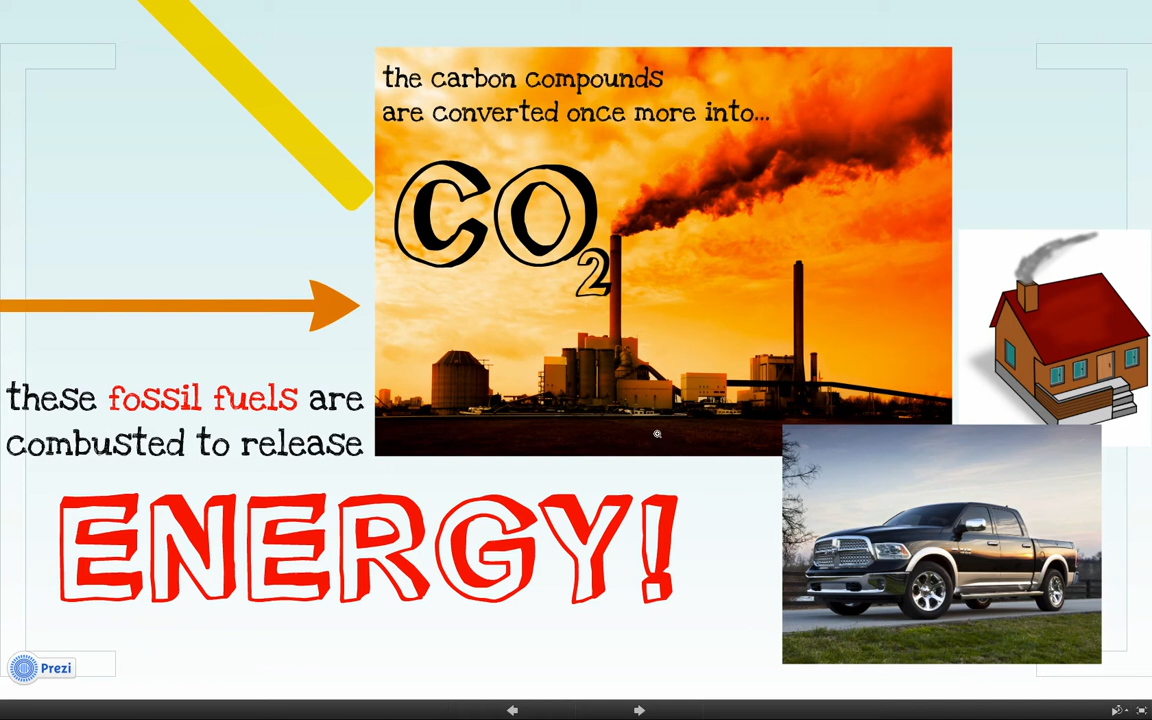 the carbon compounds
are converted once more into...
CO2
these fossil fuels are
combusted to release
ENERGY!
Prezi